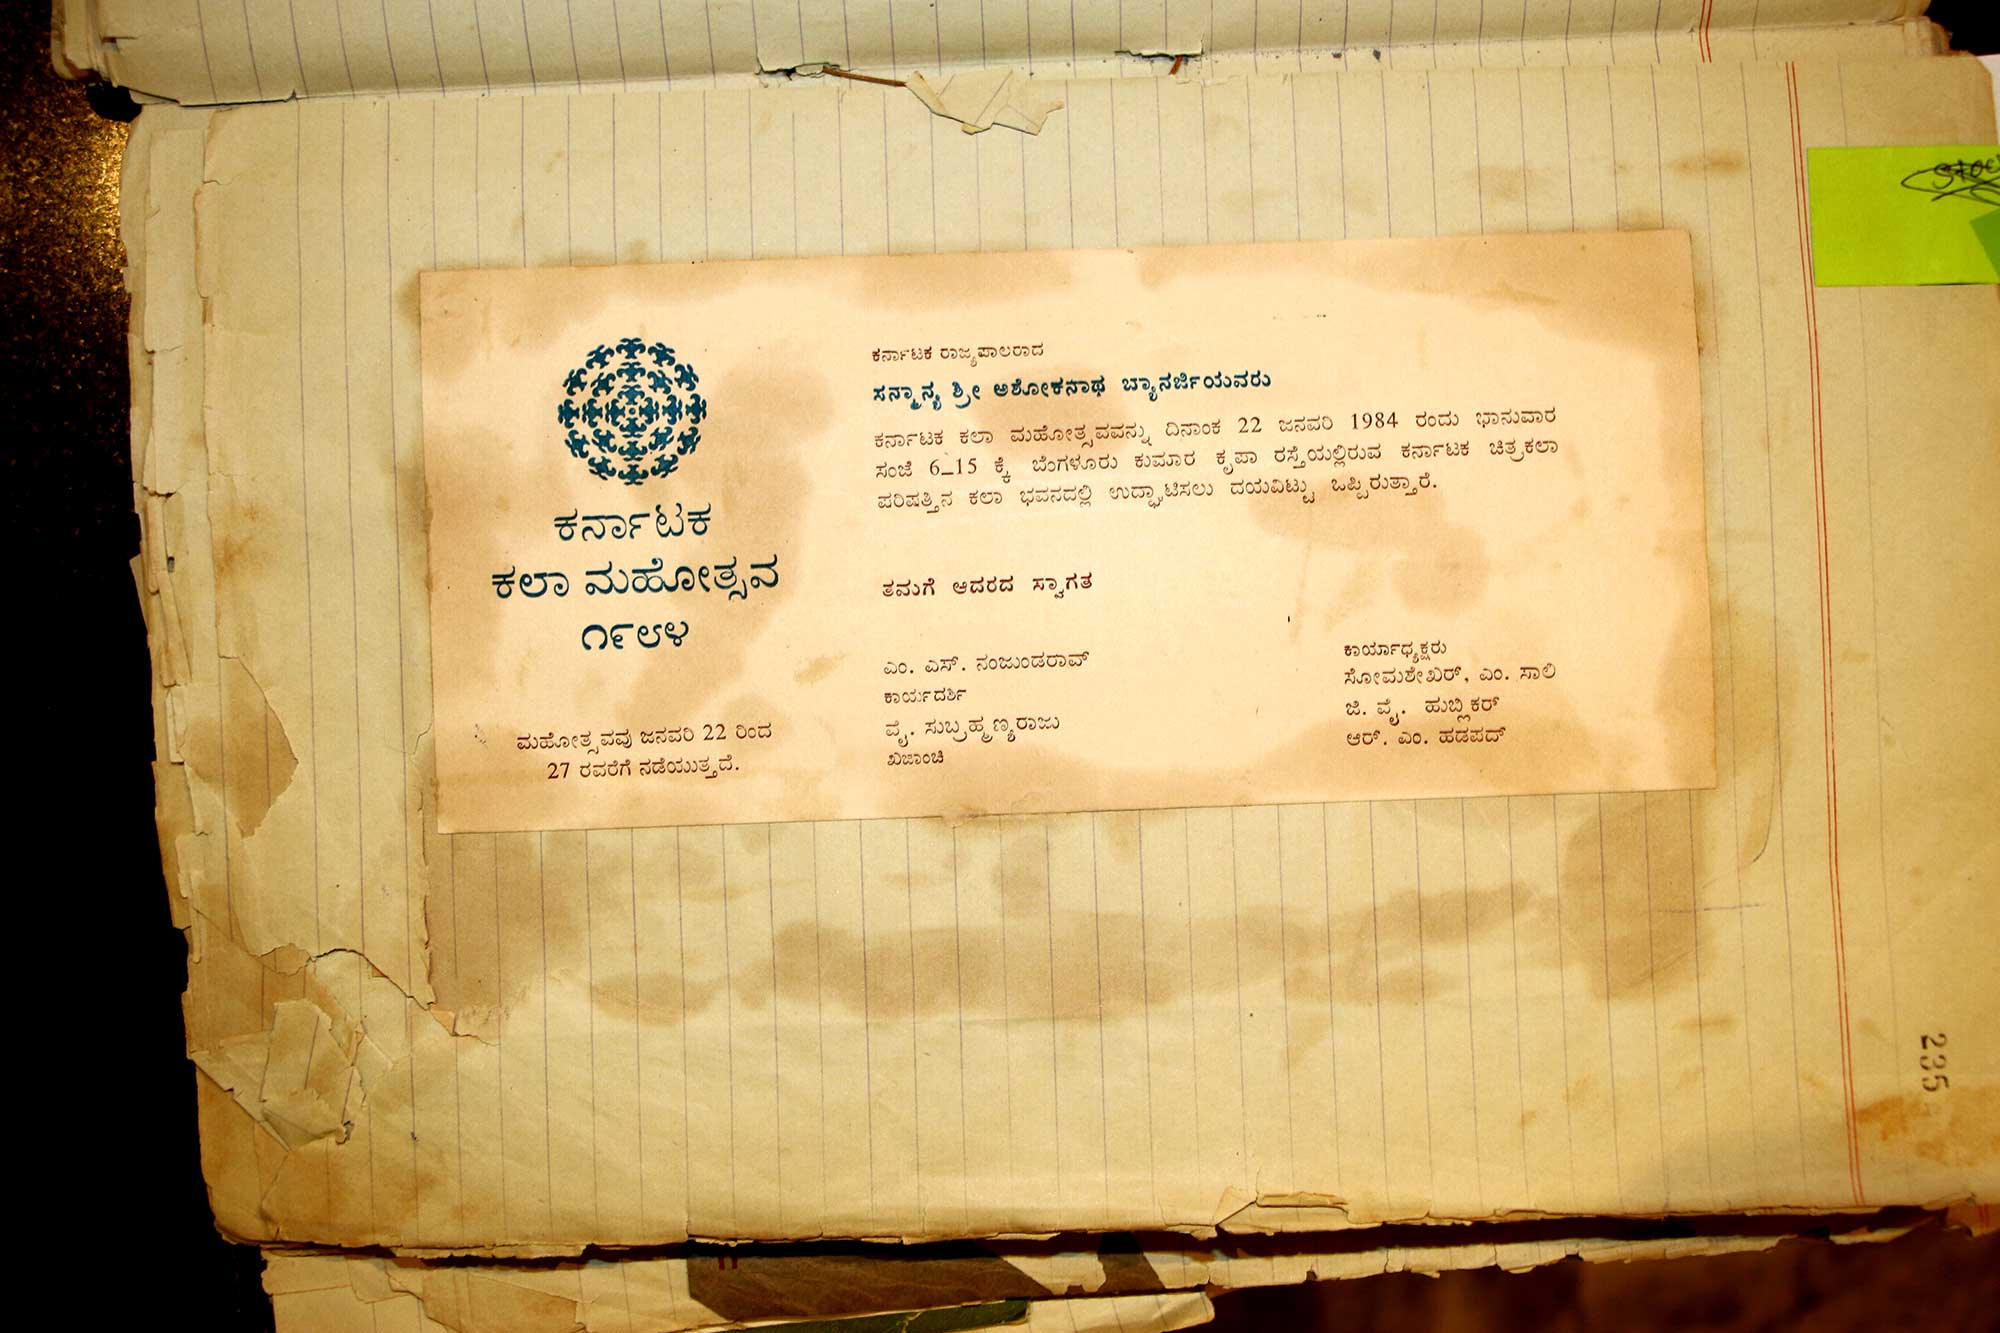 ಕರ್ನಾಟಕ
ಕಲಾ ಮಹೋತ್ಸವ
೧೯೮೪
ಮಹೋತ್ಸವವು ಜನವರಿ 22 ರಿಂದ
27 ರವರೆಗೆ ನಡೆಯುತ್ತದೆ.
ಕರ್ನಾಟಕ ರಾಜ್ಯಪಾಲರಾದ
ಸನ್ಮಾನ್ಯ ಶ್ರೀ ಅಶೋಕನಾಥ ಬ್ಯಾನರ್ಜಿಯವರು
ಕರ್ನಾಟಕ ಕಲಾ ಮಹೋತ್ಸವವನ್ನು ದಿನಾಂಕ 22 ಜನವರಿ 1984 ರಂದು ಭಾನುವಾರ
ಸಂಜೆ 6_15 ಕ್ಕೆ ಬೆಂಗಳೂರು ಕುಮಾರ ಕೃಪಾ ರಸ್ತೆಯಲ್ಲಿರುವ ಕರ್ನಾಟಕ ಚಿತ್ರಕಲಾ
ಪರಿಷತ್ತಿನ ಕಲಾ ಭವನದಲ್ಲಿ ಉದ್ಘಾಟಿಸಲು ದಯವಿಟ್ಟು ಒಪ್ಪಿರುತ್ತಾರೆ.
ತಮಗೆ ಆದರದ ಸ್ವಾಗತ
ಎಂ. ಎಸ್. ನಂಜುಂಡರಾವ್
ಕಾರ್ಯದರ್ಶಿ
ವೈ. ಸುಬ್ರಹ್ಮಣ್ಯರಾಜು
ಖಜಾಂಚಿ
ಕಾರ್ಯಾಧ್ಯಕ್ಷರು
ಸೋಮಶೇಖರ್. ಎಂ. ಸಾಲಿ
ಜಿ. ವೈ. ಹುಬ್ಲಿಕರ್
ಆರ್. ಎಂ. ಹಡಪದ್
235